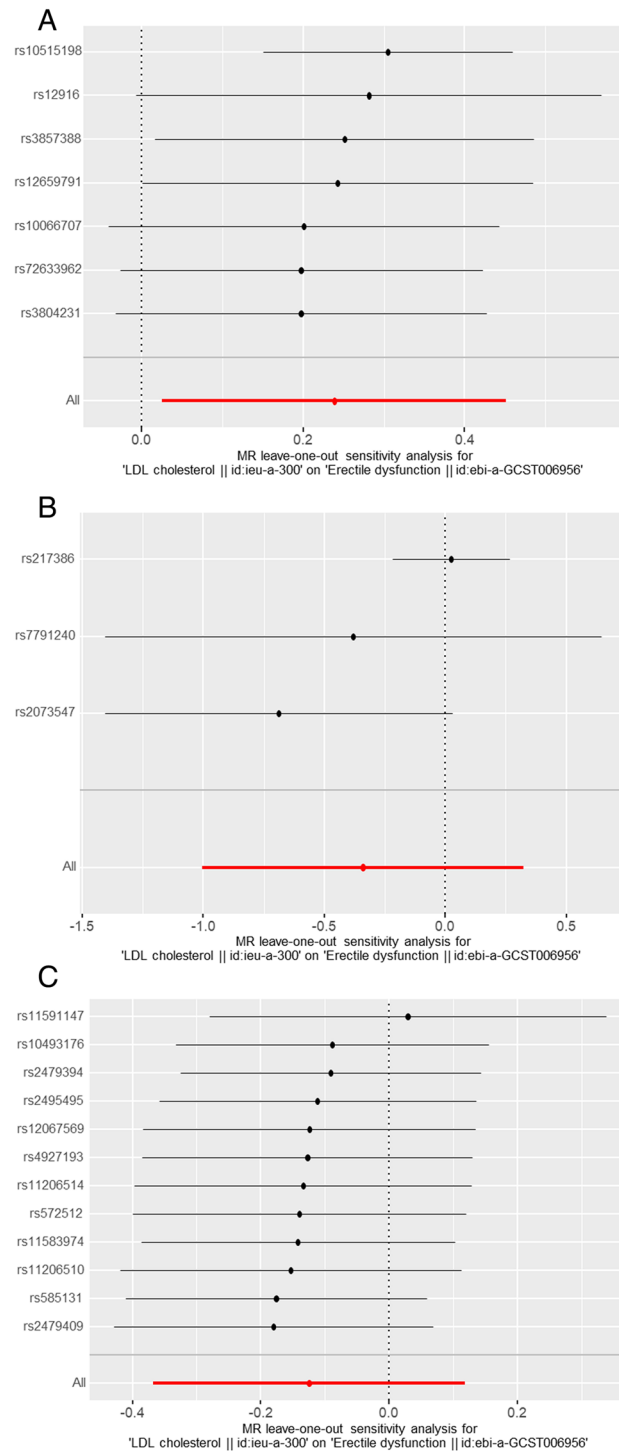 A
rs10515198
rs12916
rs3857388
rs12659791
rs10066707
rs72633962
rs3804231
All
0.0 0.2 0.4
MR leave-one-out sensitivity analysis for
'LDL cholesterol || id:ieu-a-300' on 'Erectile dysfunction || id:ebi-a-GCST006956'
B
rs217386
rs7791240
rs2073547
All
-1.5 -1.0 -0.5 0.0 0.5
MR leave-one-out sensitivity analysis for
'LDL cholesterol || id:ieu-a-300' on 'Erectile dysfunction || id:ebi-a-GCST006956'
C
rs11591147
rs10493176
rs2479394
rs2495495
rs12067569
rs4927193
rs11206514
rs572512
rs11583974
rs11206510
rs585131
rs2479409
All
-0.4 -0.2 0.0 0.2
MR leave-one-out sensitivity analysis for
'LDL cholesterol || id:ieu-a-300' on 'Erectile dysfunction || id:ebi-a-GCST006956'